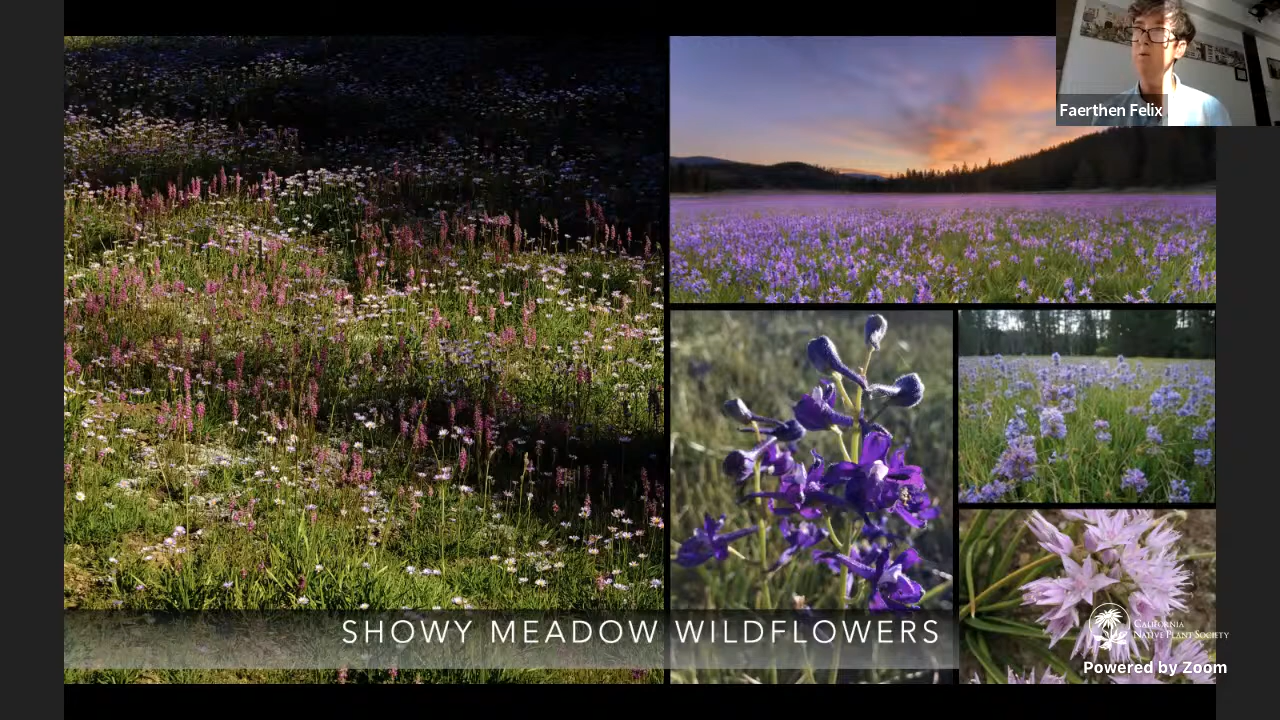 Faerthen Felix
SHOWY MEADOW WILDFLOWERS
CALIFORNIA
NATIVE PLANT SOCIETY
Powered by Zoom